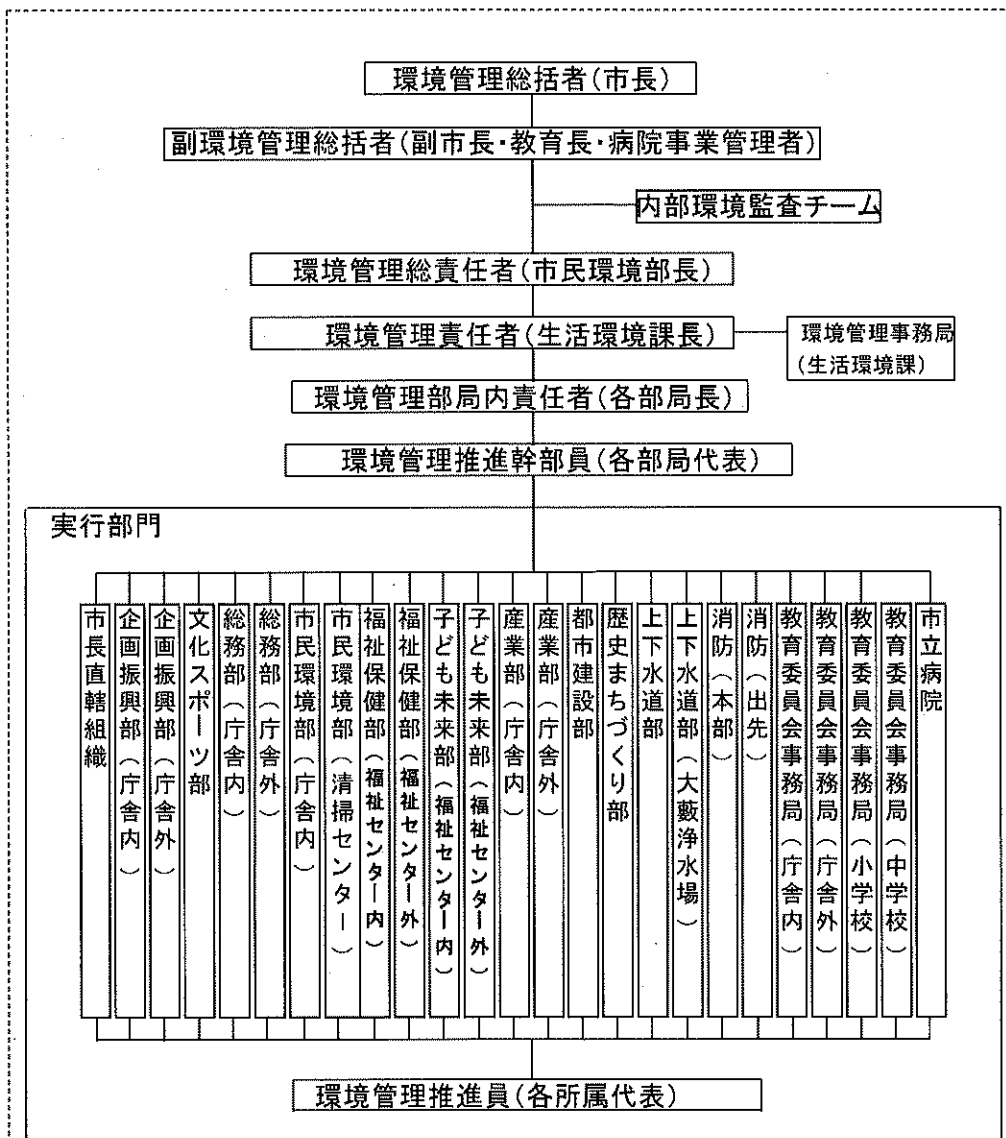 環境管理総括者(市長)
副環境管理総括者(副市長・教育長・病院事業管理者)
内部環境監査チーム
環境管理総責任者(市民環境部長)
環境管理責任者(生活環境課長)
環境管理事務局
(生活環境課)
環境管理部局内責任者(各部局長)
環境管理推進幹部員(各部局代表)
実行部門
市長直轄組織
企画振興部(庁舎内)
企画振興部(庁舎外)
文化スポーツ部
総務部(庁舎内)
総務部(庁舎外)
市民環境部(庁舎内)
市民環境部(清掃センター)
福祉保健部(福祉センター内)
福祉保健部(福祉センター外)
子ども未来部(福祉センター内)
子ども未来部(福祉センター外)
産業部(庁舎内)
産業部(庁舎外)
都市建設部
歴史まちづくり部
上下水道部
上下水道部(大藪浄水場)
消防(本部)
消防(出先)
教育委員会事務局(庁舎内)
教育委員会事務局(庁舎外)
教育委員会事務局(小学校)
教育委員会事務局(中学校)
市立病院
環境管理推進員(各所属代表)